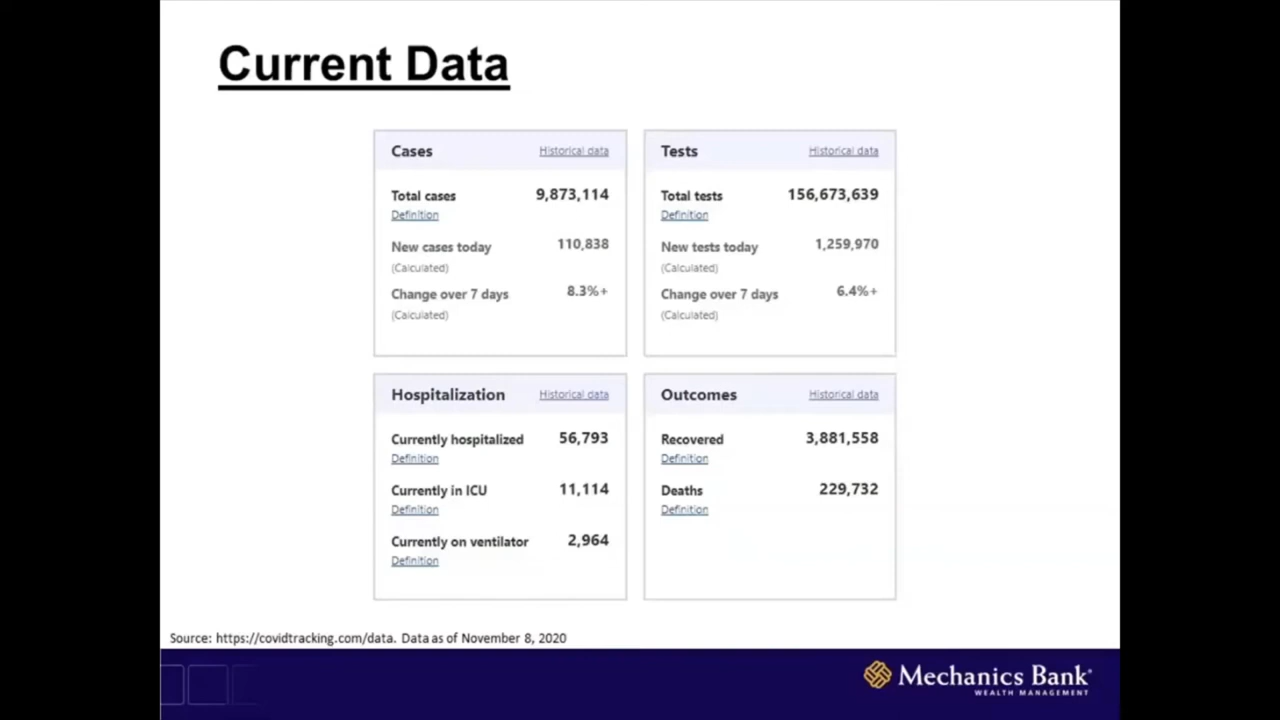 Current Data
Cases Historical data
Total cases 9,873,114
Definition
New cases today 110,838
(Calculated)
Change over 7 days 8.3%+
(Calculated)
Tests Historical data
Total tests 156,673,639
Definition
New tests today 1,259,970
(Calculated)
Change over 7 days 6.4%+
(Calculated)
Hospitalization Historical data
Currently hospitalized 56,793
Definition
Currently in ICU 11,114
Definition
Currently on ventilator 2,964
Definition
Outcomes Historical data
Recovered 3,881,558
Definition
Deaths 229,732
Definition
Source: https://covidtracking.com/data. Data as of November 8, 2020
Mechanics Bank
WEALTH MANAGEMENT